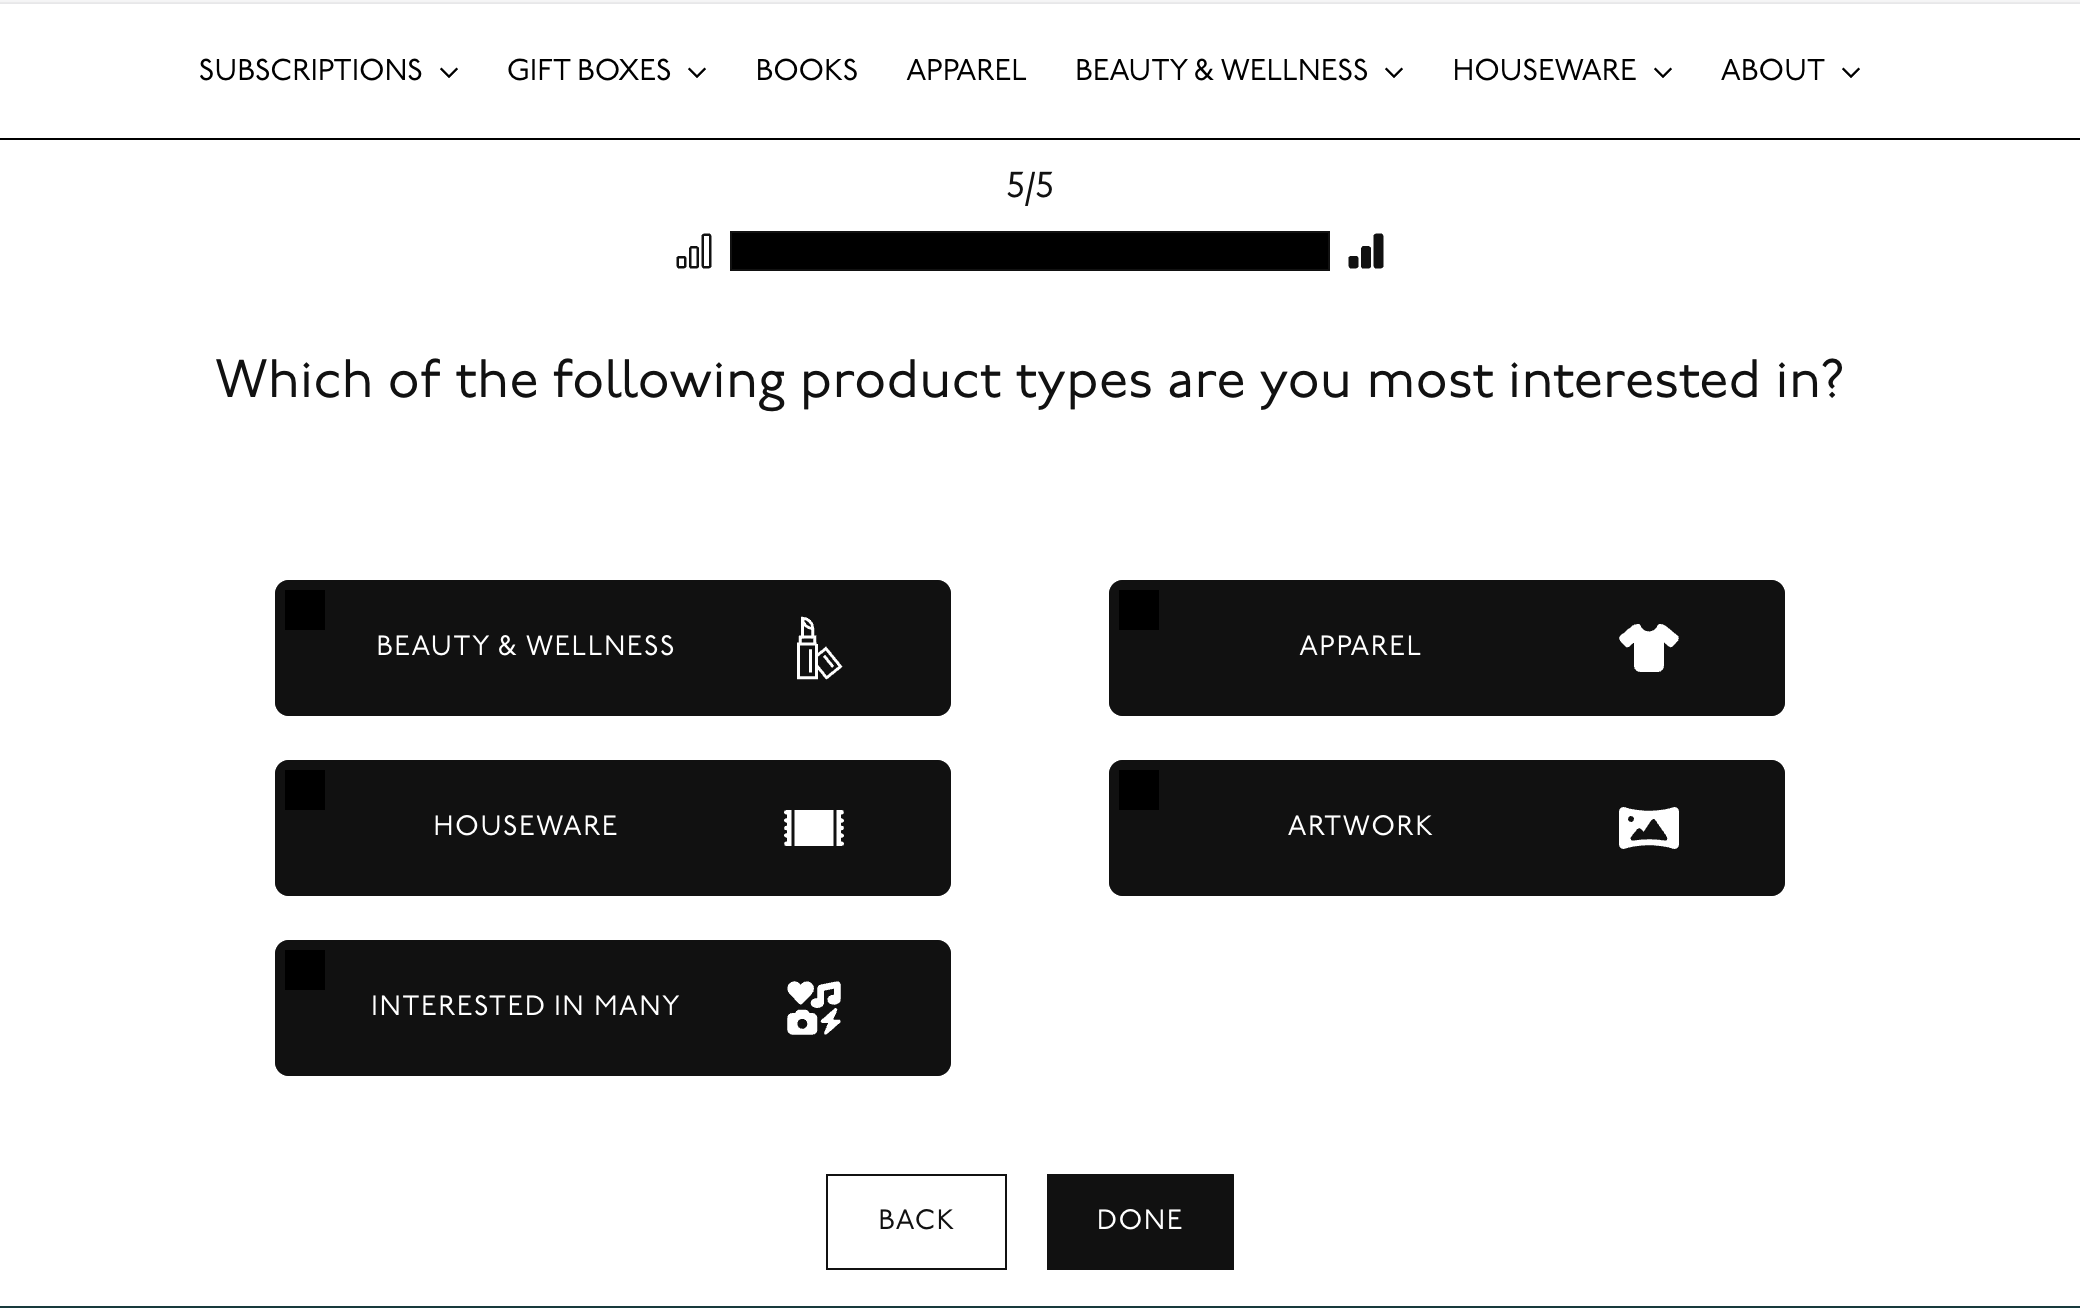 SUBSCRIPTIONS GIFT BOXES BOOKS APPAREL BEAUTY & WELLNESS HOUSEWARE ABOUT
5/5
Which of the following product types are you most interested in?
BEAUTY & WELLNESS APPAREL
HOUSEWARE ARTWORK
INTERESTED IN MANY
BACK DONE